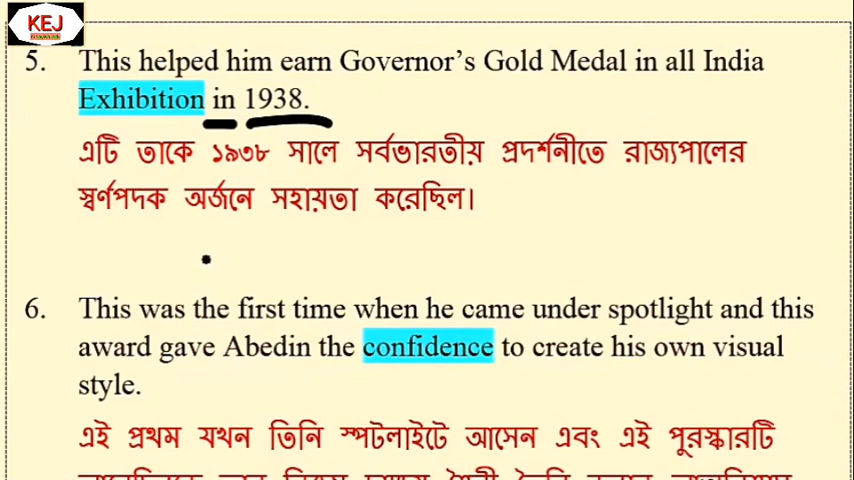 KEJ
5. This helped him earn Governor's Gold Medal in all India
Exhibition in 1938.
এটি তাকে ১৯৩৮ সালে সর্বভারতীয় প্রদর্শনীতে রাজ্যপালের
স্বর্ণপদক অর্জনে সহায়তা করেছিল।
6. This was the first time when he came under spotlight and this
award gave Abedin the confidence to create his own visual
style.
এই প্রথম যখন তিনি স্পটলাইটে আসেন এবং এই পুরস্কারটি